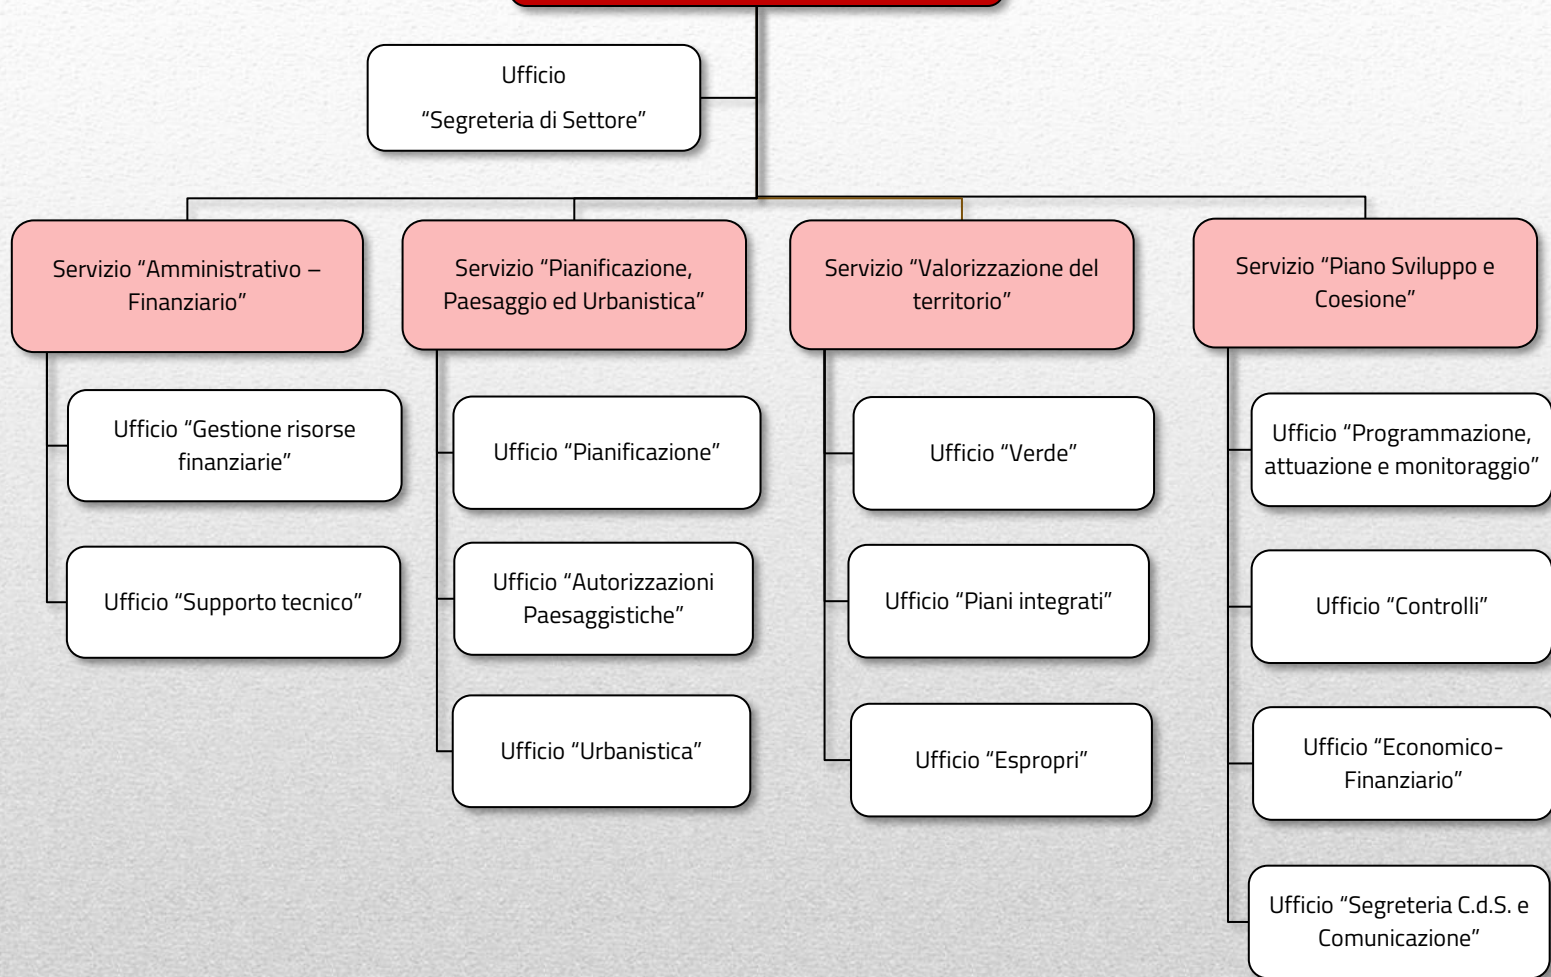 Ufficio
“Segreteria di Settore”
Servizio “Amministrativo –
Finanziario”
Ufficio “Gestione risorse
finanziarie”
Ufficio “Supporto tecnico”
Servizio “Pianificazione,
Paesaggio ed Urbanistica”
Ufficio “Pianificazione”
Ufficio “Autorizzazioni
Paesaggistiche”
Ufficio “Urbanistica”
Servizio “Valorizzazione del
territorio”
Ufficio “Verde”
Ufficio “Piani integrati”
Ufficio “Espropri”
Servizio “Piano Sviluppo e
Coesione”
Ufficio “Programmazione,
attuazione e monitoraggio”
Ufficio “Controlli”
Ufficio “Economico-
Finanziario”
Ufficio “Segreteria C.d.S. e
Comunicazione”